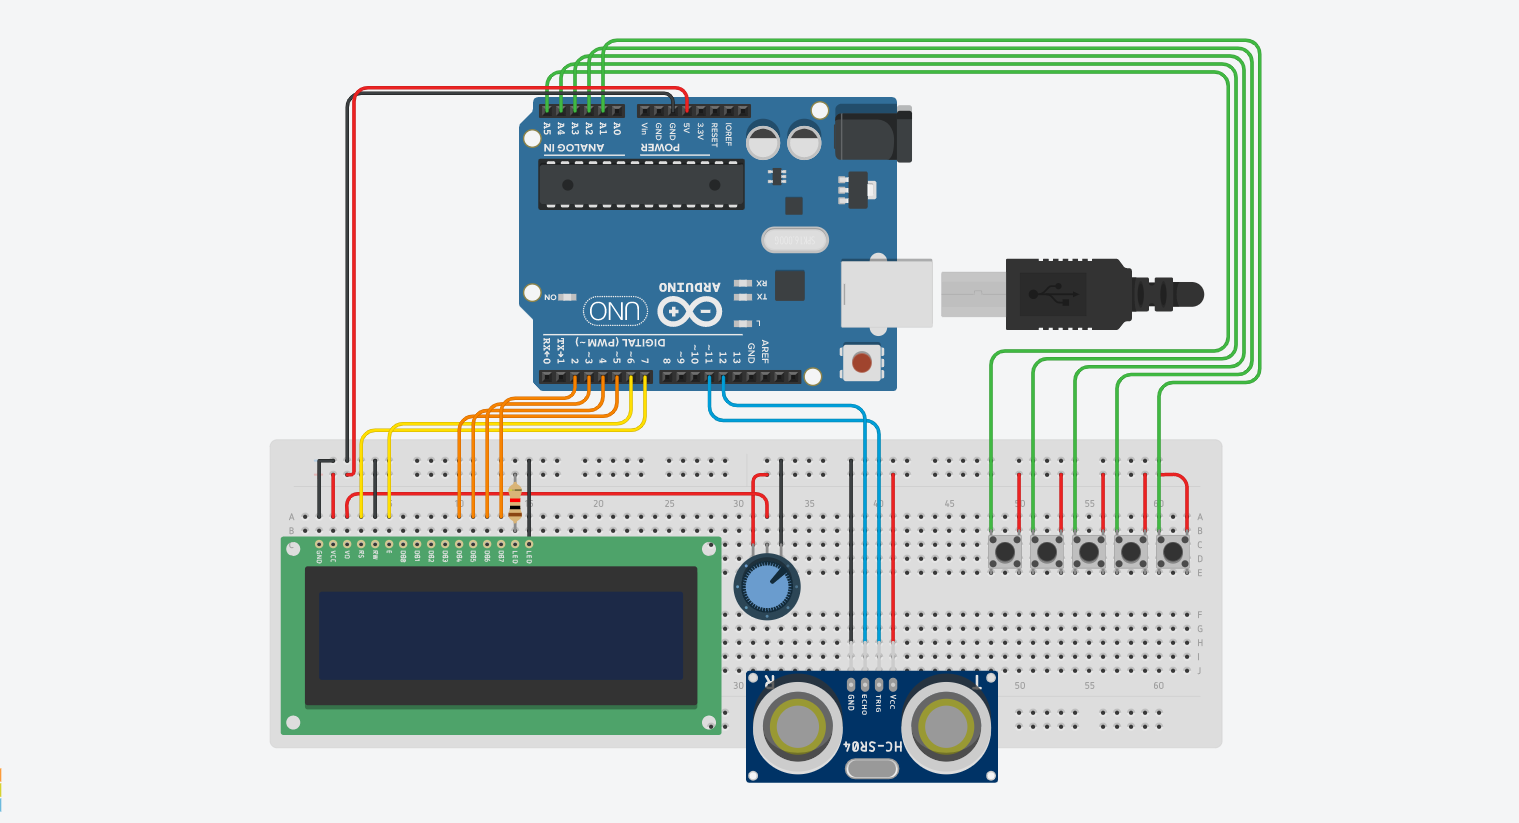 A5 A4 A3 A2 A1 A0
Vin GND GND 5V 3.3V RESET IOREF
ANALOG IN
POWER
ON
UNO
ARDUINO
RX
TX
L
DIGITAL (PWM~)
RX←0 TX→1 2 ~3 4 ~5 ~6 7 8 ~9 ~10 ~11 12 13 GND AREF
10 15 20 25 30 35 45 50 55 60
A A
B B
C
D
E
F
G
H
I
J
GND VCC VO RS RW E DB0 DB1 DB2 DB3 DB4 DB5 DB6 DB7 LED LED
30 50 55 60
R T
GND ECHO TRIG VCC
HC-SR04